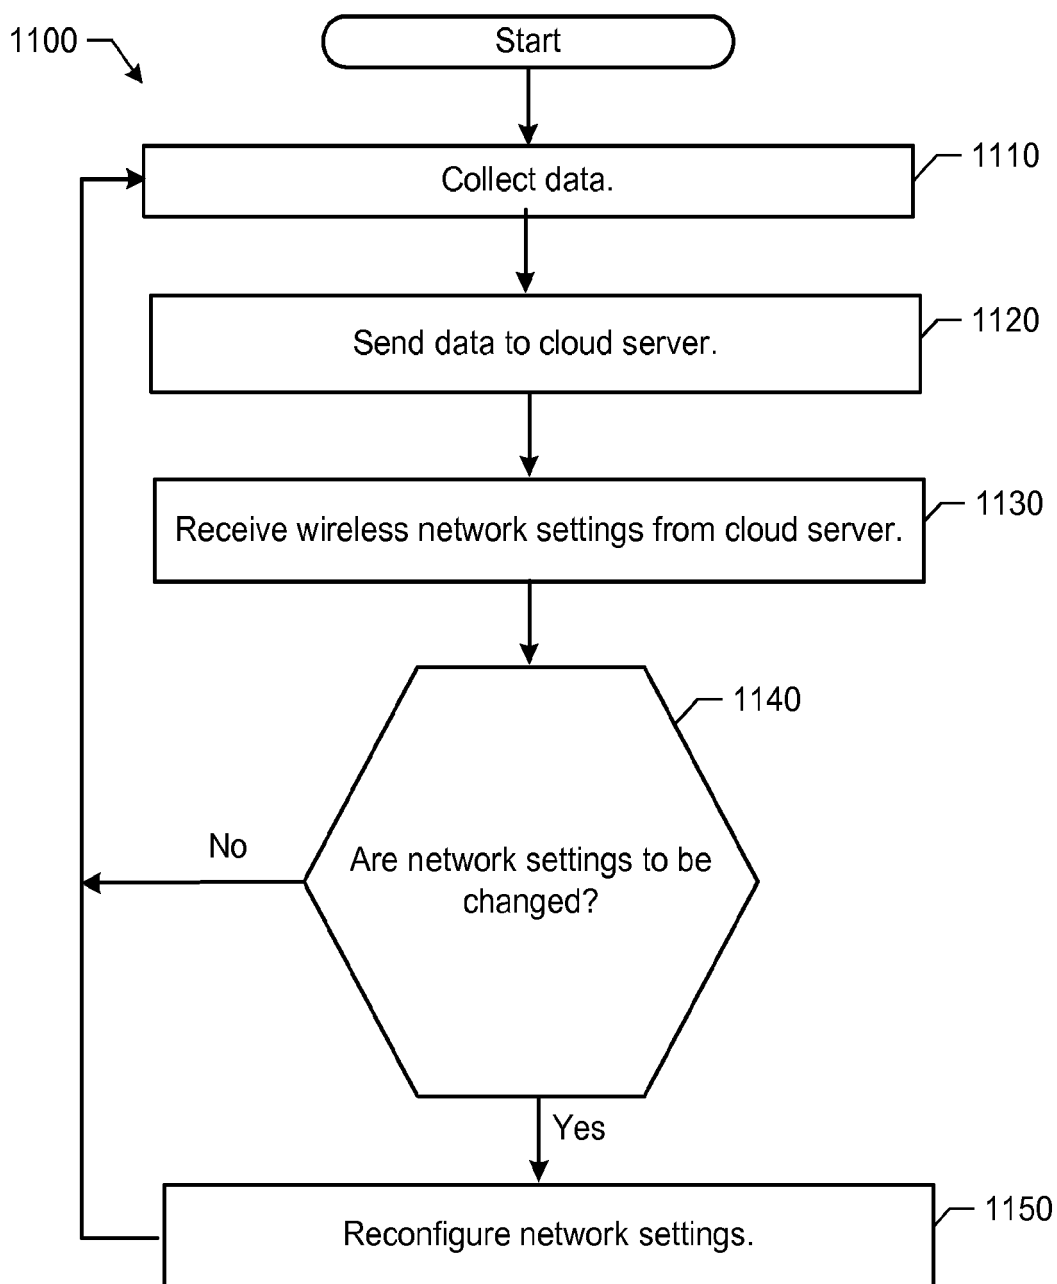 1100
Start
Collect data.
1110
Send data to cloud server.
1120
Receive wireless network settings from cloud server.
1130
1140
Are network settings to be
changed?
No
Yes
Reconfigure network settings.
1150